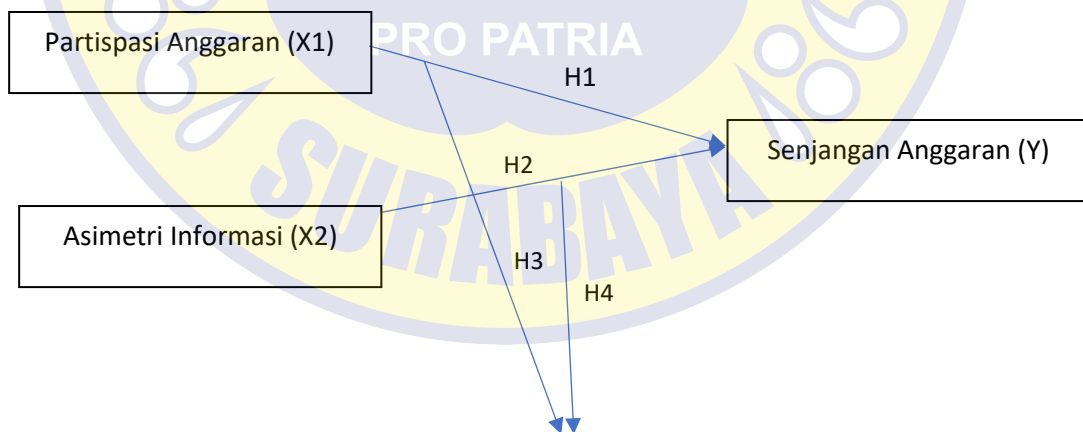 PRO PATRIA
Partispasi Anggaran (X1)
H1
Senjangan Anggaran (Y)
H2
Asimetri Informasi (X2)
H3
H4
SURABAYA